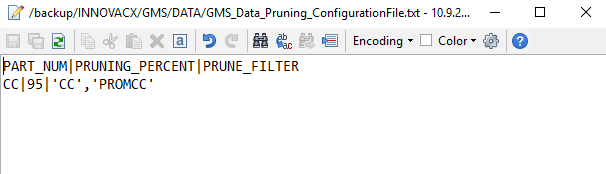 /backup/INNOVACX/GMS/DATA/GMS_Data_Pruning_ConfigurationFile.txt - 10.9.2...
Encoding Color
PART_NUM|PRUNING_PERCENT|PRUNE_FILTER
CC|95|'CC','PROMCC'